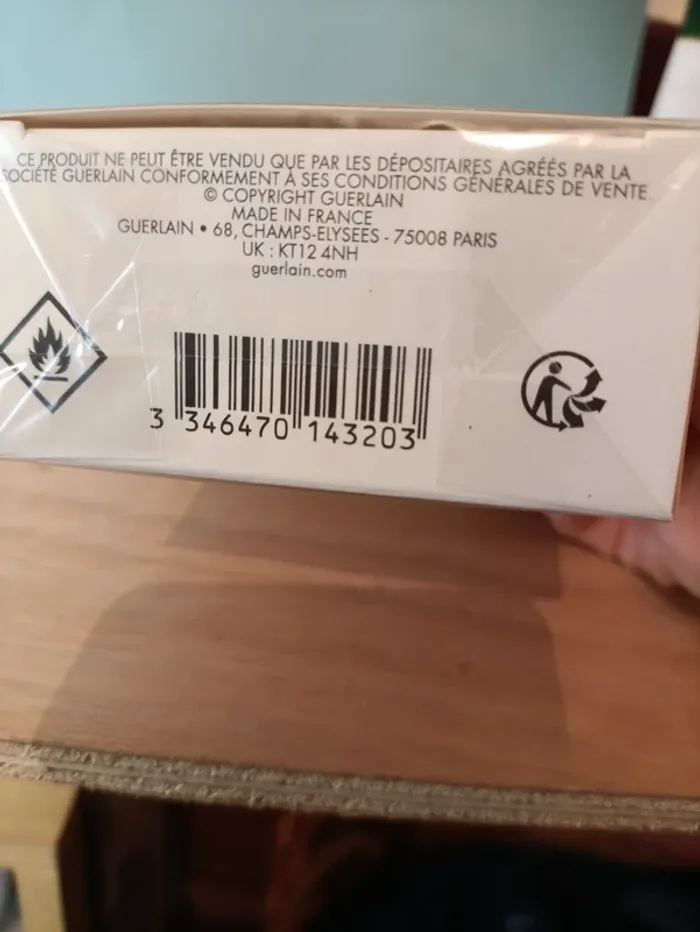 CE PRODUIT NE PEUT ÊTRE VENDU QUE PAR LES DÉPOSITAIRES AGRÉÉS PAR LA
SOCIÉTÉ GUERLAIN CONFORMEMENT À SES CONDITIONS GÉNÉRALES DE VENTE.
© COPYRIGHT GUERLAIN
MADE IN FRANCE
GUERLAIN • 68, CHAMPS-ELYSEES - 75008 PARIS
UK : KT12 4NH
guerlain.com
3 346470 143203